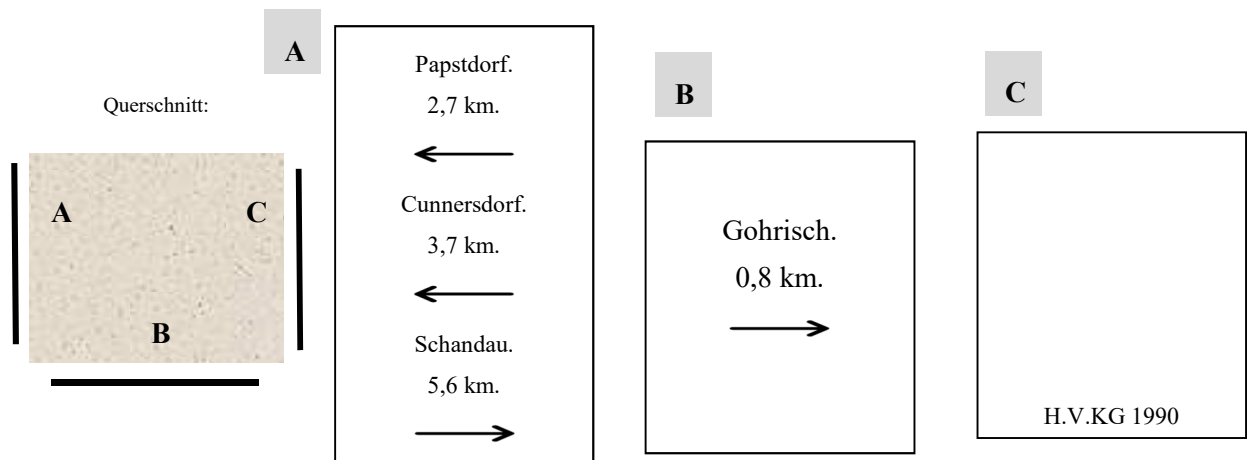 Querschnitt:
A
C
B
A
Papstdorf.
2,7 km.
Cunnersdorf.
3,7 km.
Schandau.
5,6 km.
B
Gohrisch.
0,8 km.
C
H.V.KG 1990